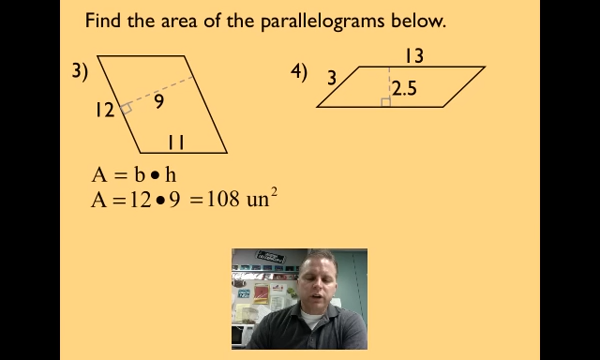 Find the area of the parallelograms below.
3)
12
9
11
4)
3
13
2.5
A = b • h
A = 12 • 9 = 108 un²